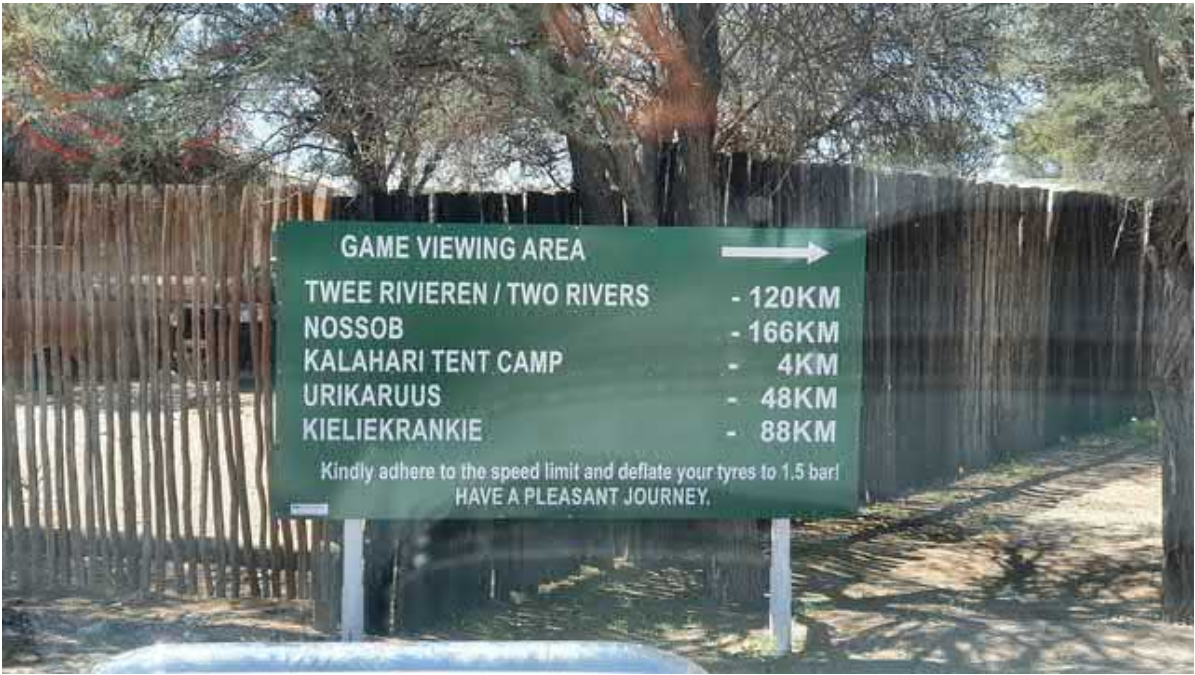 GAME VIEWING AREA
TWEE RIVIEREN / TWO RIVERS - 120KM
NOSSOB - 166KM
KALAHARI TENT CAMP - 4KM
URIKARUUS - 48KM
KIELIEKRANKIE - 88KM
Kindly adhere to the speed limit and deflate your tyres to 1.5 bar!
HAVE A PLEASANT JOURNEY.